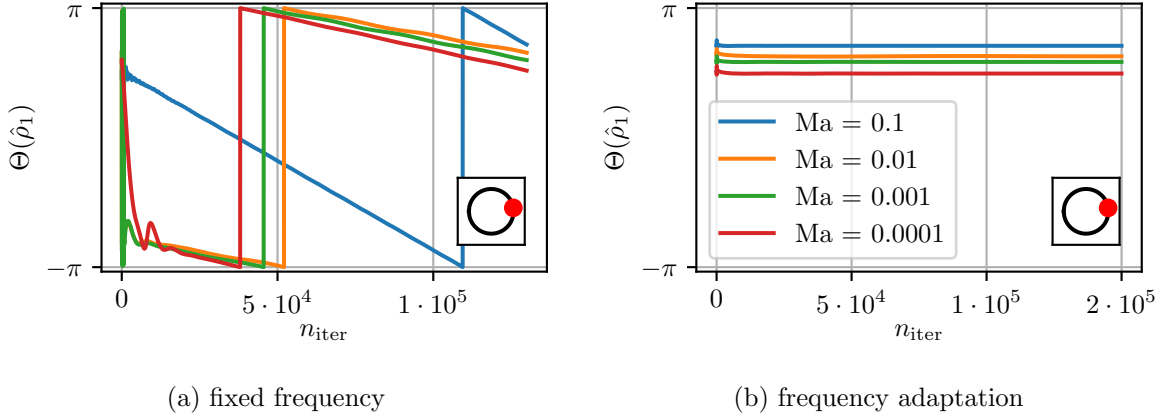 π
Θ(ρ̂₁)
−π
0
5 · 10⁴
1 · 10⁵
n_iter
(a) fixed frequency
π
Θ(ρ̂₁)
Ma = 0.1
Ma = 0.01
Ma = 0.001
Ma = 0.0001
−π
0
5 · 10⁴
1 · 10⁵
2 · 10⁵
n_iter
(b) frequency adaptation